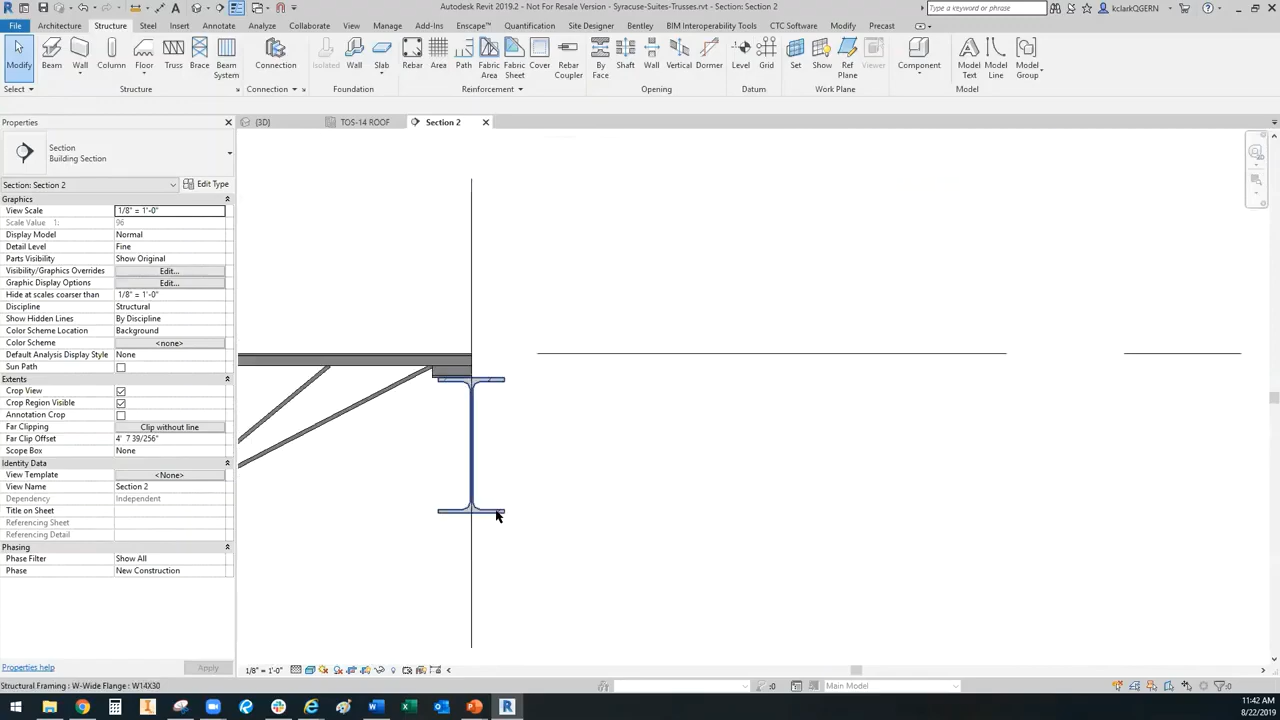 Autodesk Revit 2019.2 - Not For Resale Version - Syracuse-Suites-Trusses.rvt - Section: Section 2
Type a keyword or phrase
kclarkQGERN
File Architecture Structure Steel Insert Annotate Analyze Collaborate View Manage Add-Ins Enscape™ Quantification Site Designer Bentley BIM Interoperability Tools CTC Software Modify Precast
Modify Beam Wall Column Floor Truss Brace Beam System Connection Isolated Wall Slab Rebar Area Path Fabric Area Fabric Sheet Cover Rebar Coupler By Face Shaft Wall Vertical Dormer Level Grid Set Show Ref Plane Viewer Component Model Text Model Line Model Group
Select Structure Connection Foundation Reinforcement Opening Datum Work Plane Model
Properties
{3D} TOS-14 ROOF Section 2
Section
Building Section
Section: Section 2 Edit Type
Graphics
View Scale 1/8" = 1'-0"
Scale Value 1: 96
Display Model Normal
Detail Level Fine
Parts Visibility Show Original
Visibility/Graphics Overrides Edit...
Graphic Display Options Edit...
Hide at scales coarser than 1/8" = 1'-0"
Discipline Structural
Show Hidden Lines By Discipline
Color Scheme Location Background
Color Scheme <none>
Default Analysis Display Style None
Sun Path
Extents
Crop View
Crop Region Visible
Annotation Crop
Far Clipping Clip without line
Far Clip Offset 4' 7 39/256"
Scope Box None
Identity Data
View Template <None>
View Name Section 2
Dependency Independent
Title on Sheet
Referencing Sheet
Referencing Detail
Phasing
Phase Filter Show All
Phase New Construction
Properties help Apply
1/8" = 1'-0"
Structural Framing : W-Wide Flange : W14X30
:0 Main Model :0
11:42 AM
8/22/2019